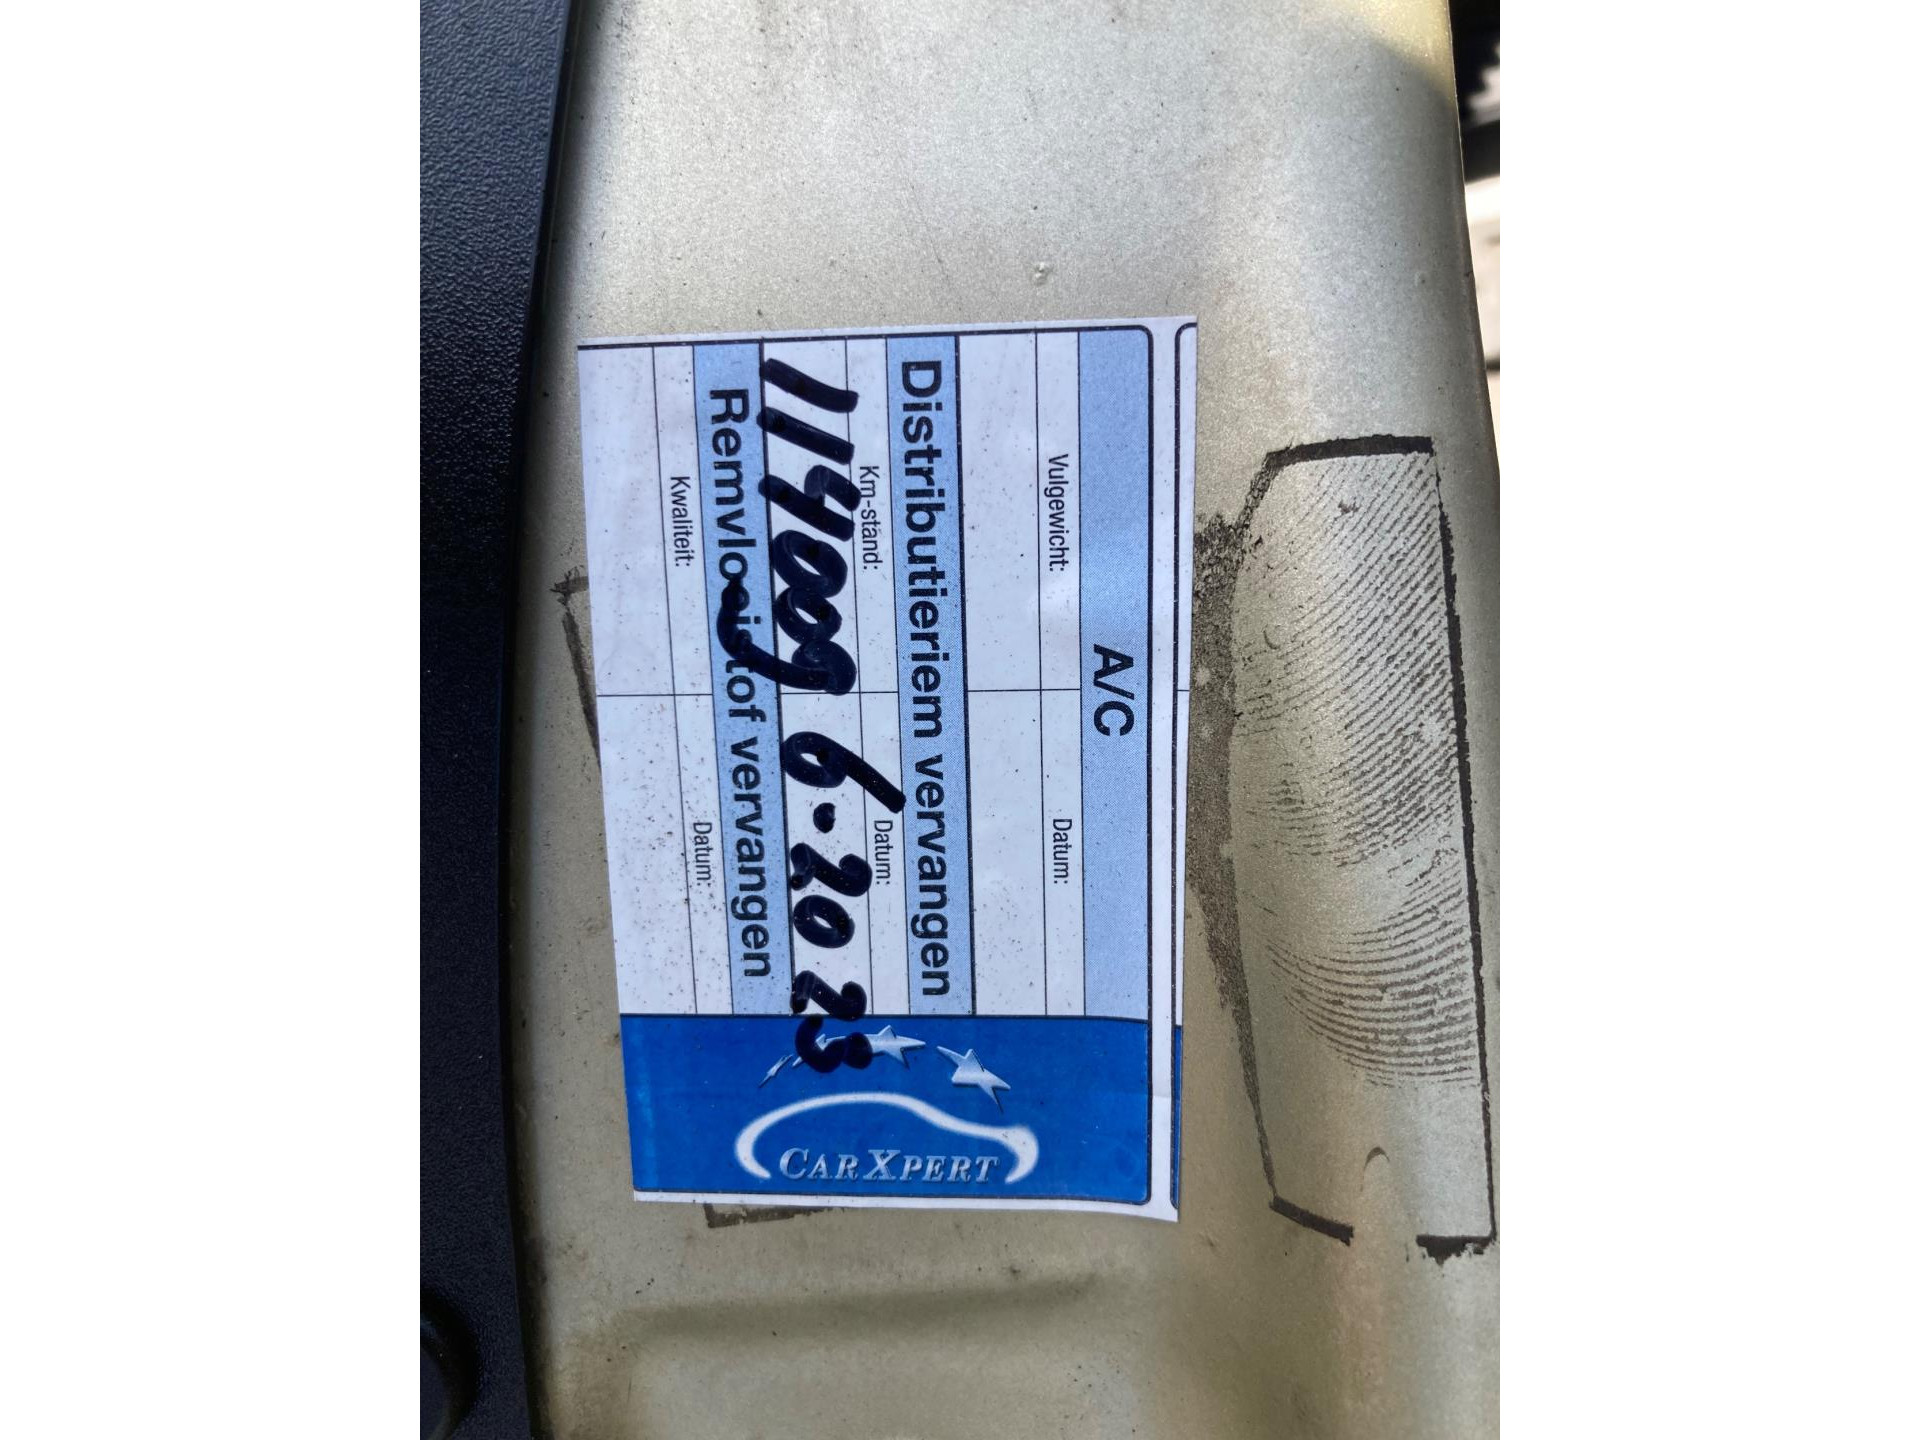 A/C
Vulgewicht: Datum:
Distributieriem vervangen
Km-stand: Datum:
114009 6.2023
Remvloeistof vervangen
Kwaliteit: Datum:
CARXPERT